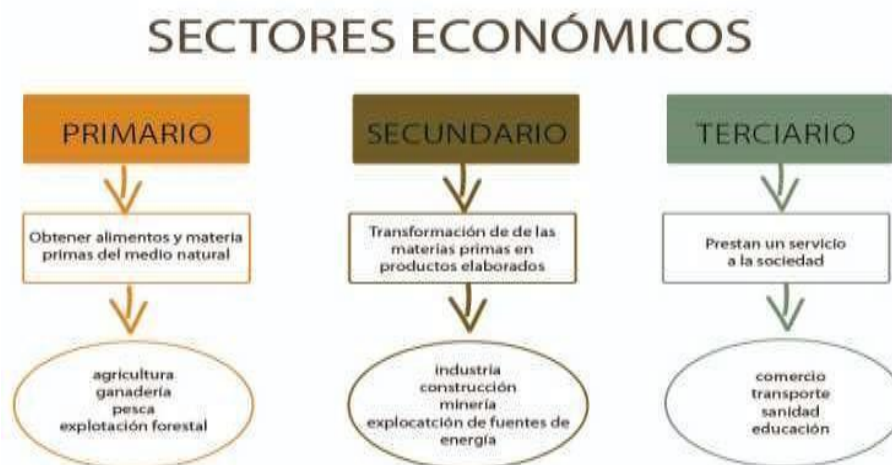 SECTORES ECONÓMICOS
PRIMARIO
Obtener alimentos y materia
primas del medio natural
agricultura
ganadería
pesca
explotación forestal
SECUNDARIO
Transformación de de las
materias primas en
productos elaborados
industría
construcción
minería
explocatción de fuentes de
energía
TERCIARIO
Prestan un servicio
a la sociedad
comercio
transporte
sanidad
educación